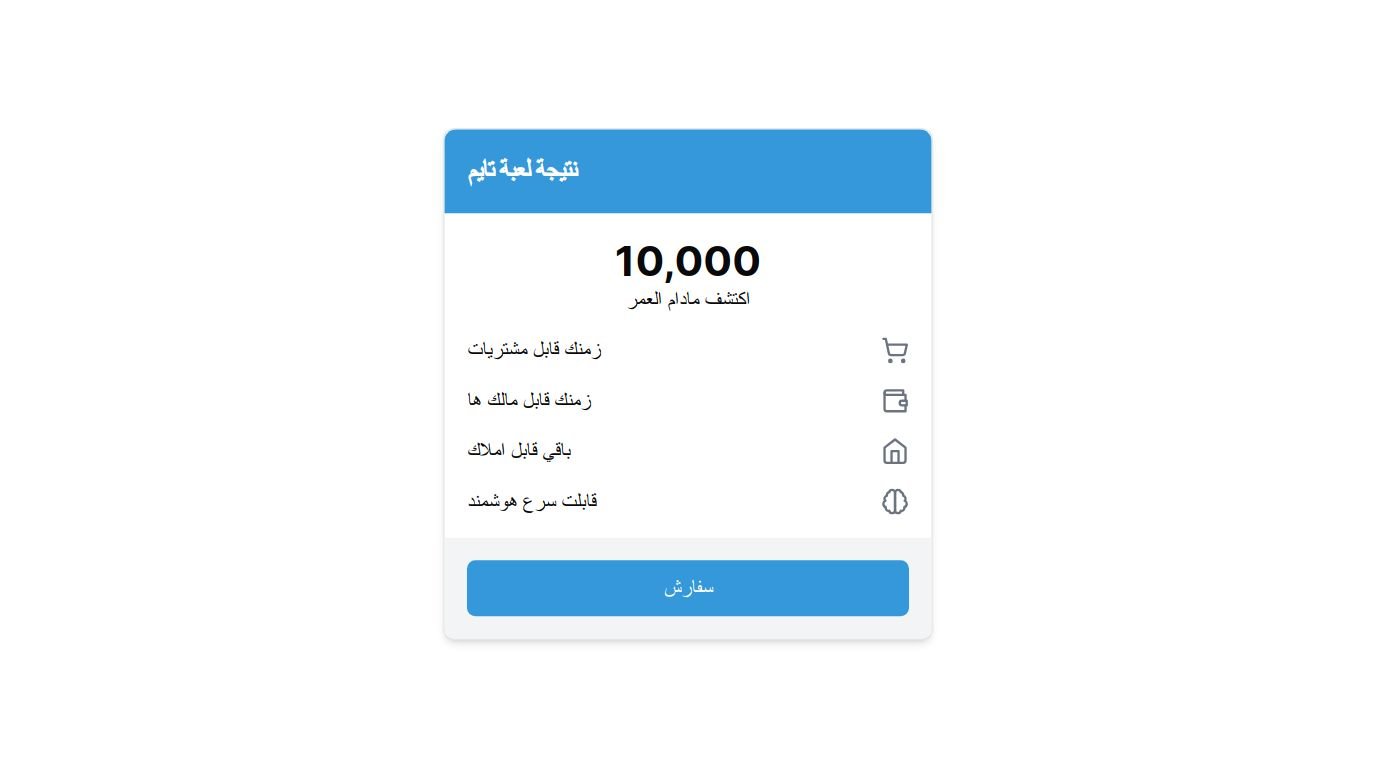 نتيجة لعبة تايم
10,000
اكتشف مادام العمر
زمنك قابل مشتريات
زمنك قابل مالك ها
باقي قابل املاك
قابلت سرع هوشمند
سفارش